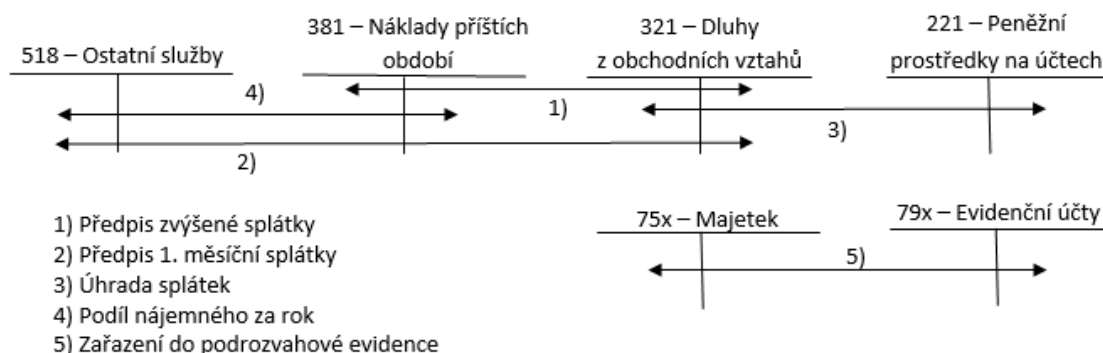 518 – Ostatní služby
381 – Náklady příštích
období
321 – Dluhy
z obchodních vztahů
221 – Peněžní
prostředky na účtech
4)
1)
3)
2)
1) Předpis zvýšené splátky
2) Předpis 1. měsíční splátky
3) Úhrada splátek
4) Podíl nájemného za rok
5) Zařazení do podrozvahové evidence
75x – Majetek
79x – Evidenční účty
5)